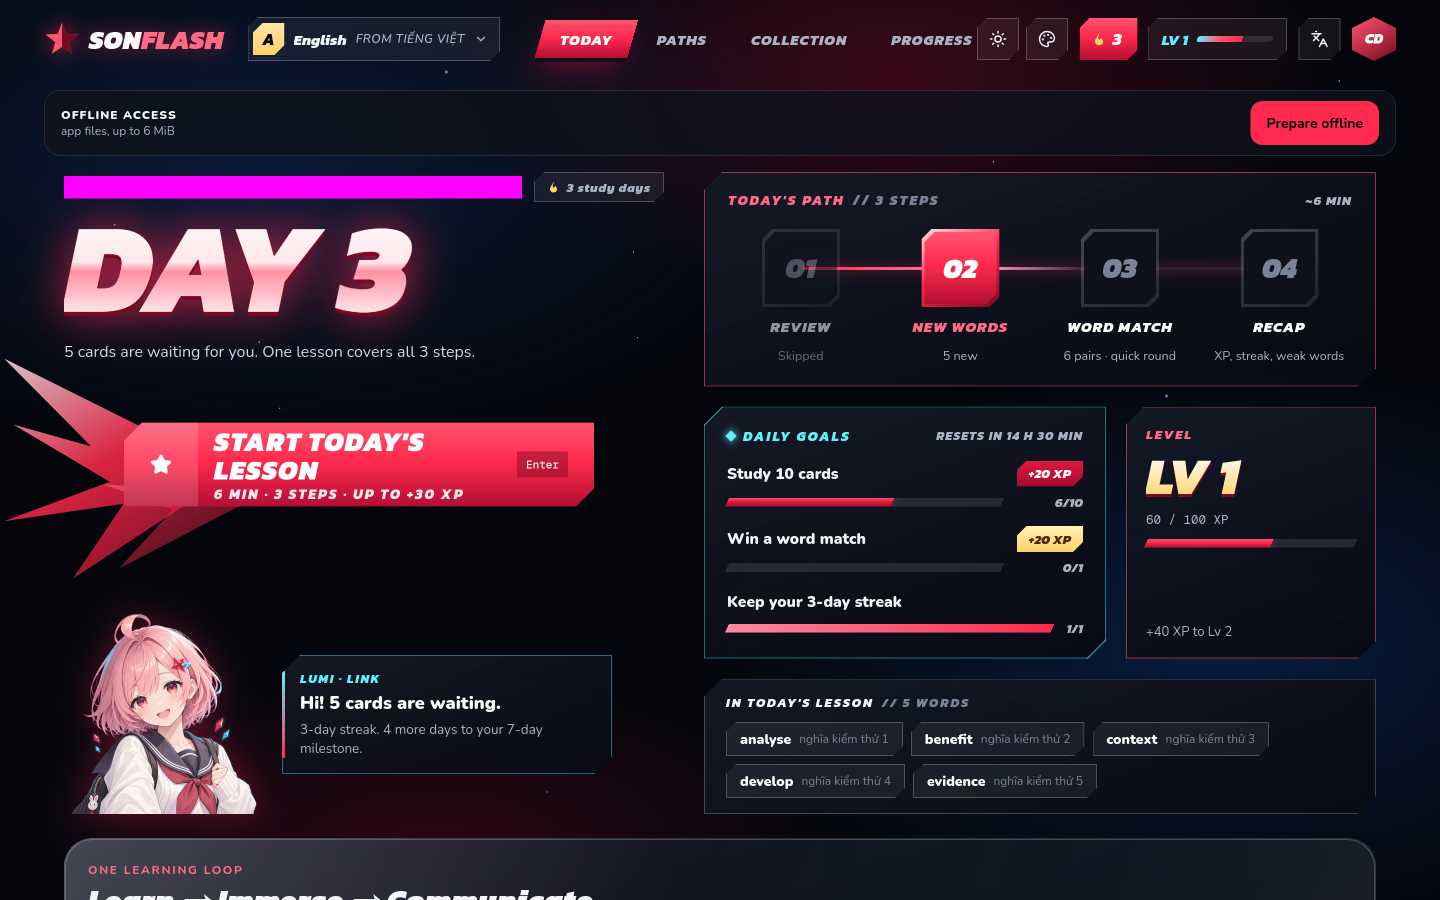 SONFLASH
A English FROM TIẾNG VIỆT
TODAY PATHS COLLECTION PROGRESS
3
LV 1
CD
OFFLINE ACCESS
app files, up to 6 MiB
Prepare offline
3 study days
DAY 3
5 cards are waiting for you. One lesson covers all 3 steps.
START TODAY'S
LESSON
6 MIN · 3 STEPS · UP TO +30 XP
Enter
LUMI · LINK
Hi! 5 cards are waiting.
3-day streak. 4 more days to your 7-day
milestone.
TODAY'S PATH // 3 STEPS
~6 MIN
01 02 03 04
REVIEW NEW WORDS WORD MATCH RECAP
Skipped 5 new 6 pairs · quick round XP, streak, weak words
DAILY GOALS
RESETS IN 14 H 30 MIN
Study 10 cards
+20 XP
6/10
Win a word match
+20 XP
0/1
Keep your 3-day streak
1/1
LEVEL
LV 1
60 / 100 XP
+40 XP to Lv 2
IN TODAY'S LESSON // 5 WORDS
analyse nghĩa kiểm thử 1 benefit nghĩa kiểm thử 2 context nghĩa kiểm thử 3
develop nghĩa kiểm thử 4 evidence nghĩa kiểm thử 5
ONE LEARNING LOOP
Learn → Immerse → Communicate